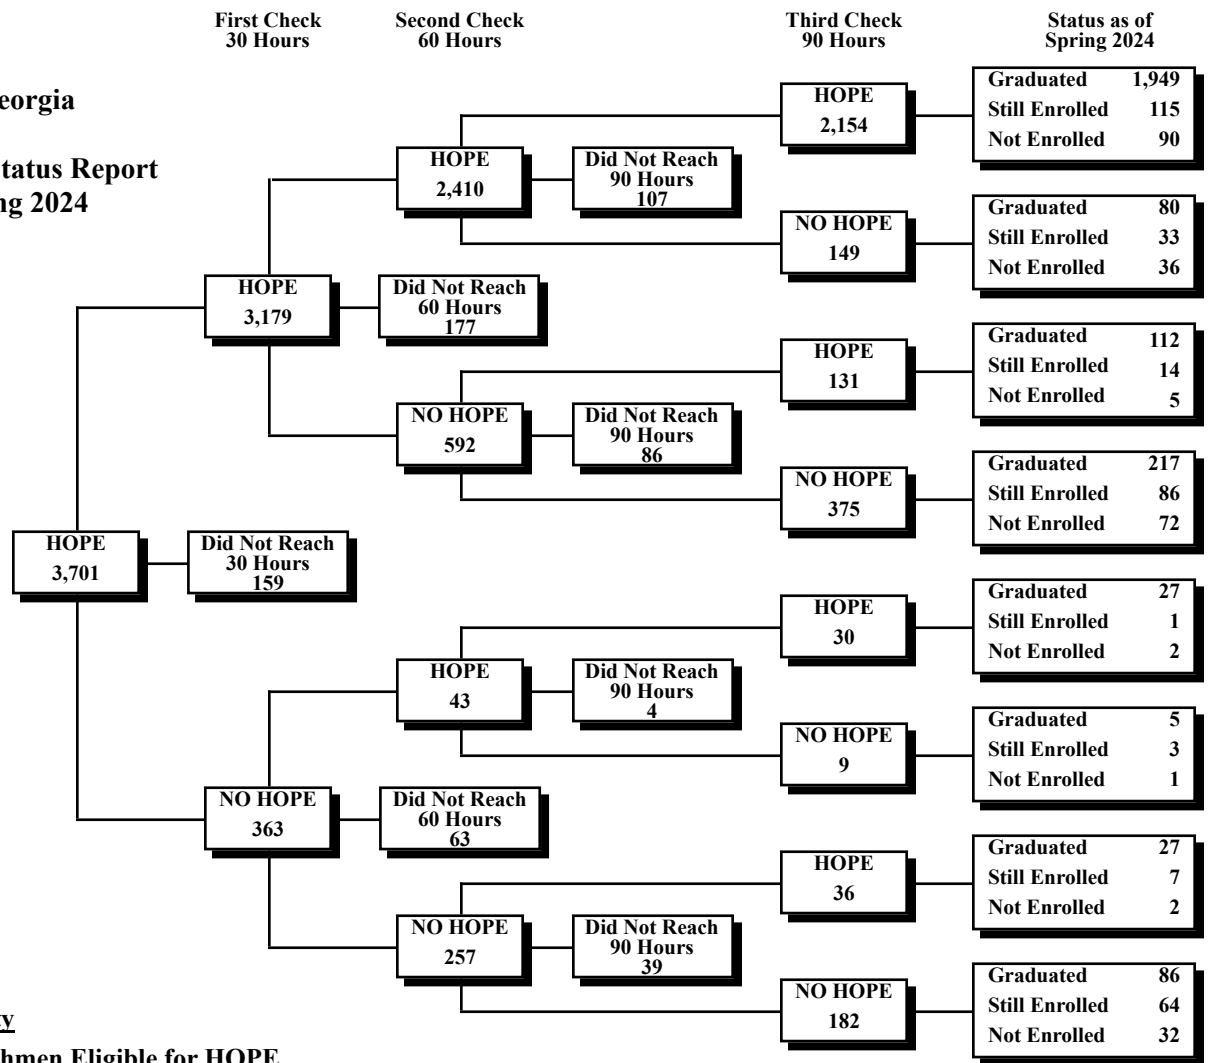 First Check
30 Hours
Second Check
60 Hours
Third Check
90 Hours
Status as of
Spring 2024
eorgia
tatus Report
ng 2024
HOPE
3,701
Did Not Reach
30 Hours
159
HOPE
3,179
Did Not Reach
60 Hours
177
HOPE
2,410
Did Not Reach
90 Hours
107
HOPE
2,154
Graduated 1,949
Still Enrolled 115
Not Enrolled 90
NO HOPE
149
Graduated 80
Still Enrolled 33
Not Enrolled 36
NO HOPE
592
Did Not Reach
90 Hours
86
HOPE
131
Graduated 112
Still Enrolled 14
Not Enrolled 5
NO HOPE
375
Graduated 217
Still Enrolled 86
Not Enrolled 72
NO HOPE
363
Did Not Reach
60 Hours
63
HOPE
43
Did Not Reach
90 Hours
4
HOPE
30
Graduated 27
Still Enrolled 1
Not Enrolled 2
NO HOPE
9
Graduated 5
Still Enrolled 3
Not Enrolled 1
NO HOPE
257
Did Not Reach
90 Hours
39
HOPE
36
Graduated 27
Still Enrolled 7
Not Enrolled 2
NO HOPE
182
Graduated 86
Still Enrolled 64
Not Enrolled 32
ty
hmen Eligible for HOPE